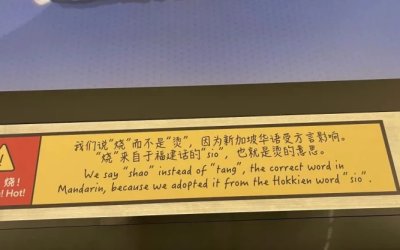 我们说“烧”而不是“烫”，因为新加坡华语受方言影响。
“烧”来自于福建话的“sio”，也就是烫的意思。
We say "shao" instead of "tang", the correct word in
Mandarin, because we adopted it from the Hokkien word "sio".
烧！
Hot!